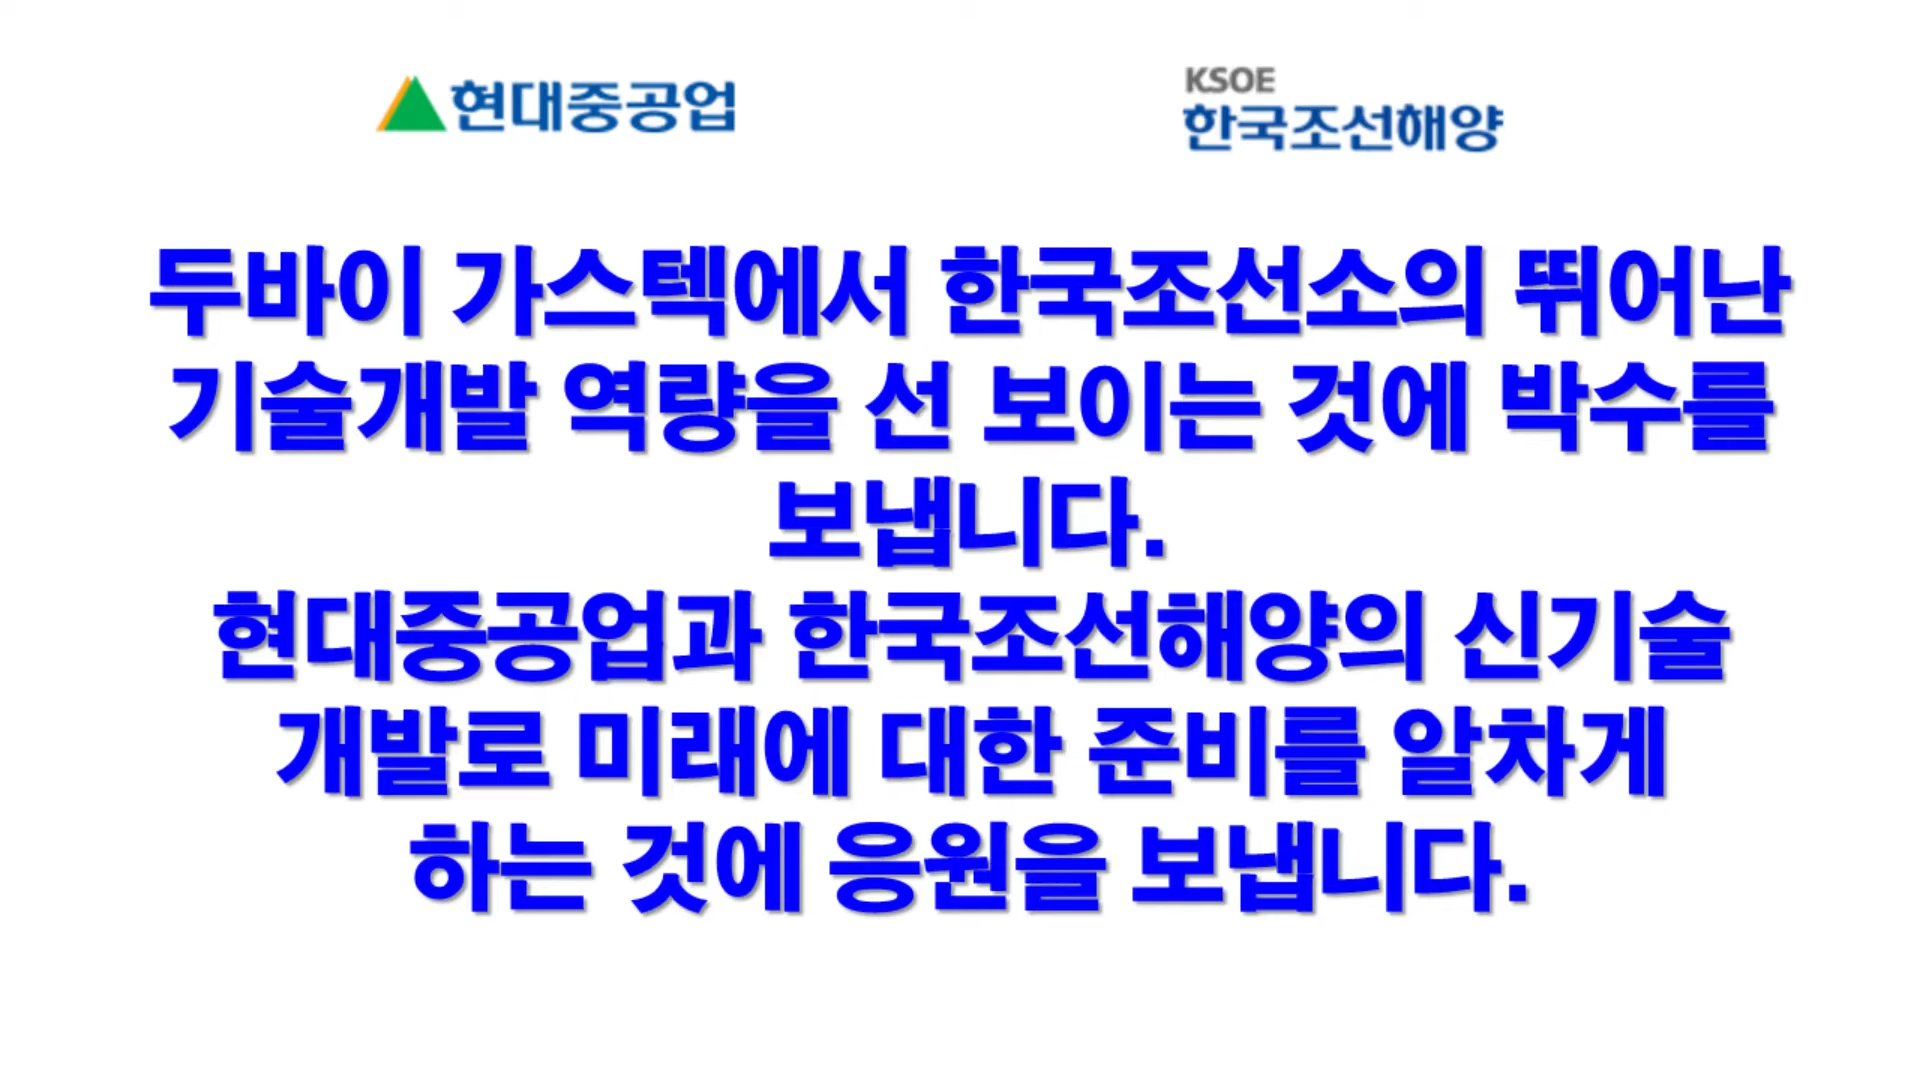 현대중공업
KSOE
한국조선해양
두바이 가스텍에서 한국조선소의 뛰어난
기술개발 역량을 선 보이는 것에 박수를
보냅니다.
현대중공업과 한국조선해양의 신기술
개발로 미래에 대한 준비를 알차게
하는 것에 응원을 보냅니다.